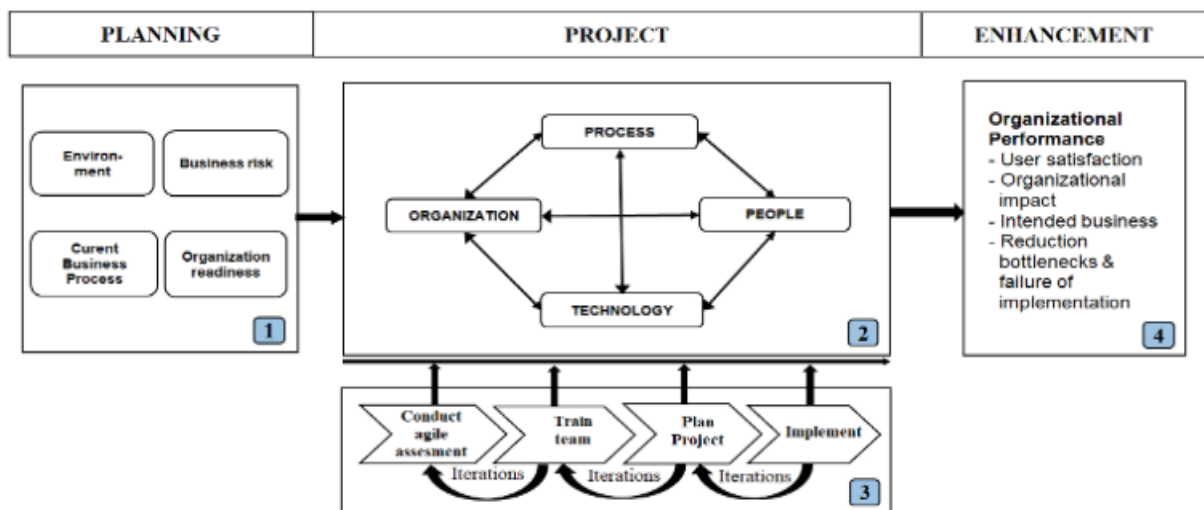 PLANNING
PROJECT
ENHANCEMENT
Environ-
ment
Business risk
Curent
Business
Process
Organization
readiness
1
PROCESS
ORGANIZATION
PEOPLE
TECHNOLOGY
2
Organizational
Performance
- User satisfaction
- Organizational
impact
- Intended business
- Reduction
bottlenecks &
failure of
implementation
4
Conduct
agile
assesment
Train
team
Plan
Project
Implement
Iterations
Iterations
Iterations
3